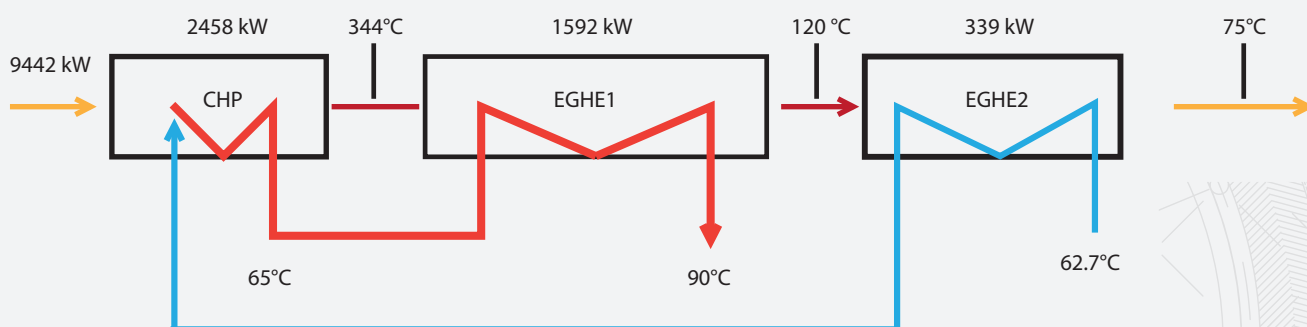 2458 kW
344°C
1592 kW
120 °C
339 kW
75°C
9442 kW
CHP
EGHE1
EGHE2
65°C
90°C
62.7°C